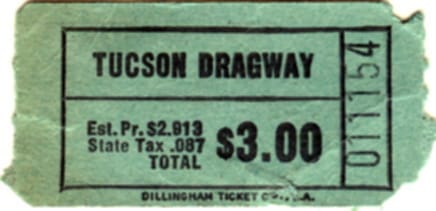 TUCSON DRAGWAY
Est. Pr. $2.913
State Tax .087
TOTAL
$3.00
011154
DILLINGHAM TICKET